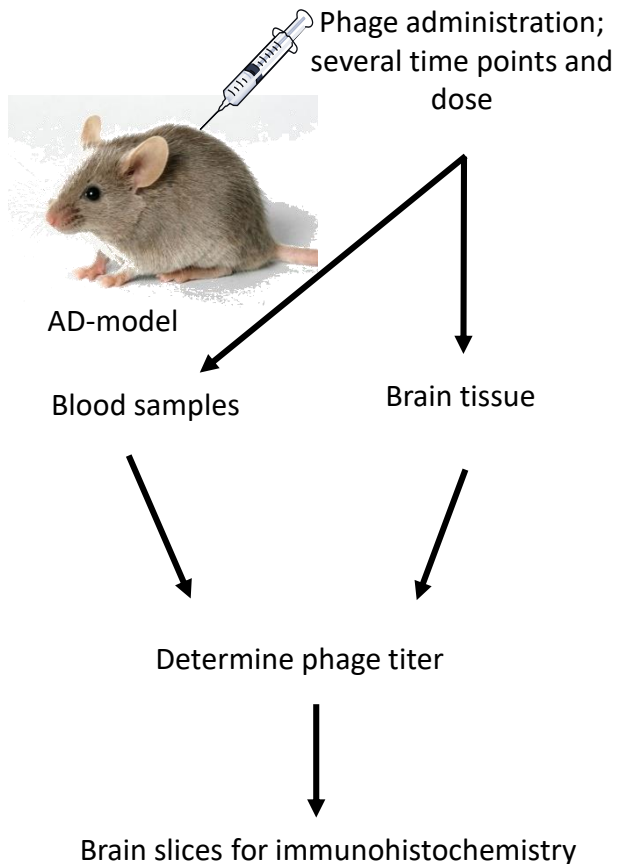 Phage administration;
several time points and
dose
AD-model
Blood samples
Brain tissue
Determine phage titer
Brain slices for immunohistochemistry